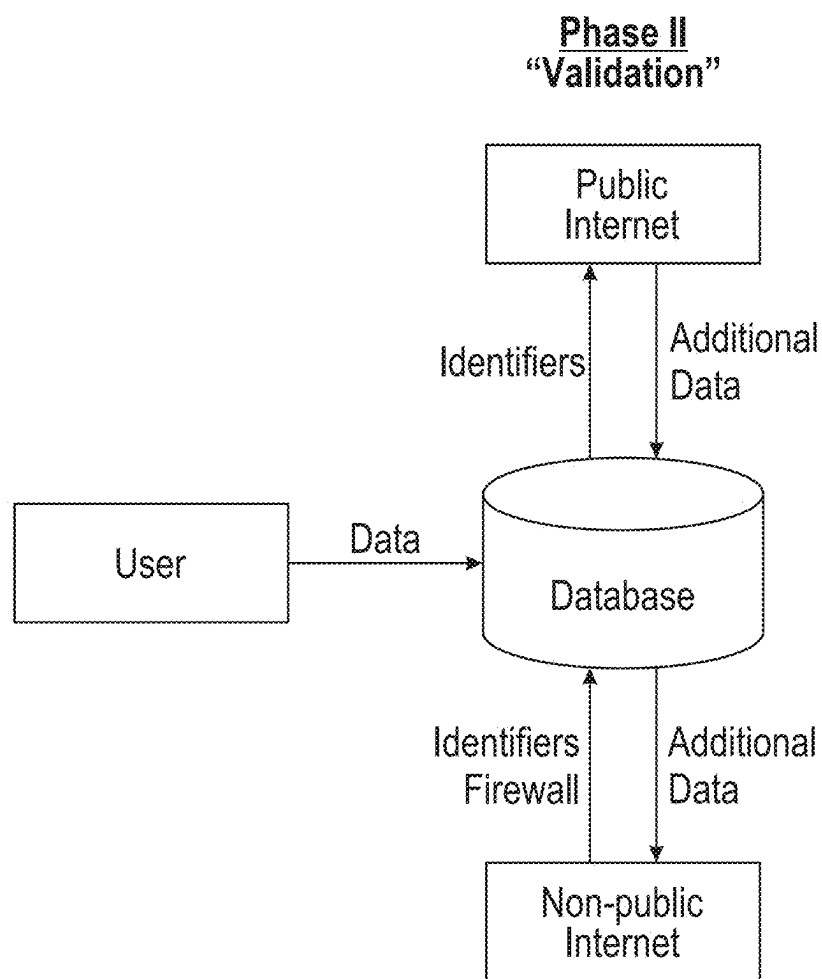 Phase II
“Validation”
Public
Internet
Identifiers
Additional
Data
User
Data
Database
Identifiers
Firewall
Additional
Data
Non-public
Internet